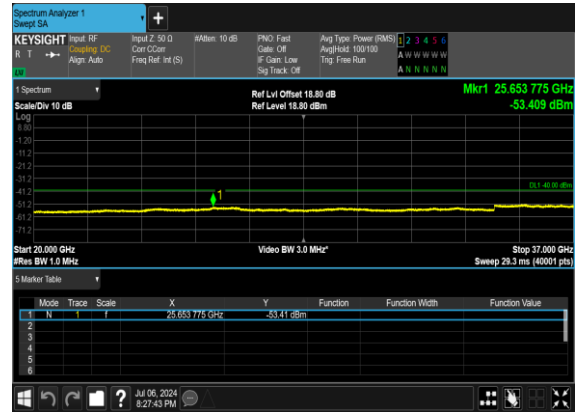 Spectrum Analyzer 1
Swept SA
+
KEYSIGHT Input: RF Input Z: 50 Ω #Atten: 10 dB PNO: Fast Avg Type: Power (RMS) 1 2 3 4 5 6
R T Coupling: DC Corr CCorr Gate: Off Avg|Hold: 100/100 A W W W W W
Align: Auto Freq Ref: Int (S) IF Gain: Low Trig: Free Run
LXI Sig Track: Off A N N N N N
1 Spectrum Ref Lvl Offset 18.80 dB Mkr1 25.653 775 GHz
Scale/Div 10 dB Ref Level 18.80 dBm -53.409 dBm
Log
8.80
-1.20
-11.2
-21.2
-31.2
-41.2 DL1 -40.00 dBm
1
-51.2
-61.2
-71.2
Start 20.000 GHz Video BW 3.0 MHz* Stop 37.000 GHz
#Res BW 1.0 MHz Sweep 29.3 ms (40001 pts)
5 Marker Table
Mode Trace Scale X Y Function Function Width Function Value
1 N 1 f 25.653 775 GHz -53.41 dBm
2
3
4
5
6
? Jul 06, 2024
8:27:43 PM